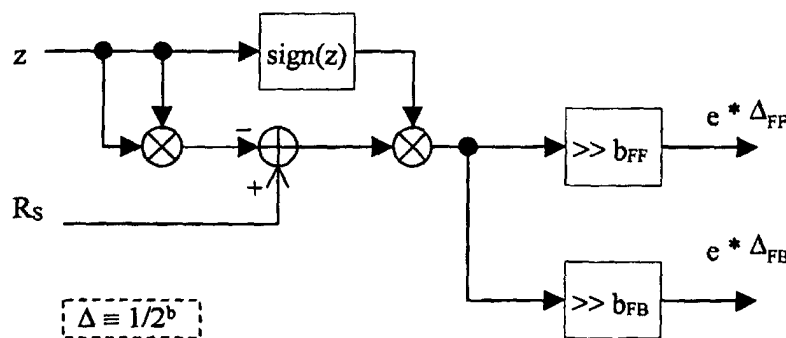 z
sign(z)
−
+
R_S
>> b_FF
e * Δ_FF
>> b_FB
e * Δ_FB
Δ ≡ 1/2^b